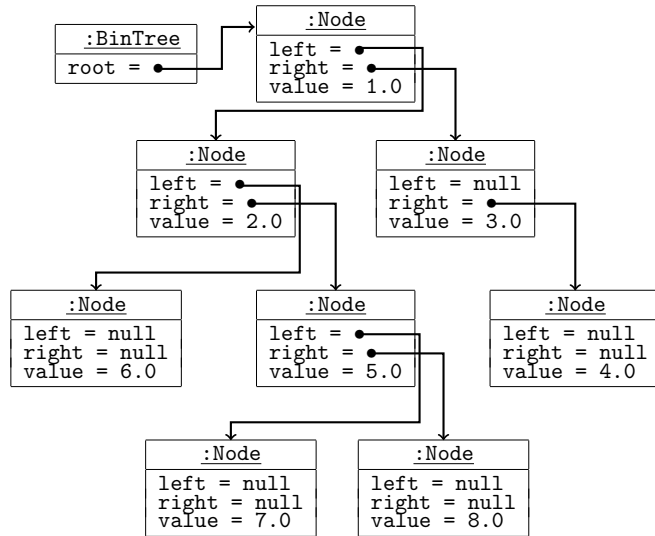 :BinTree
root =
:Node
left =
right =
value = 1.0
:Node
left =
right =
value = 2.0
:Node
left = null
right =
value = 3.0
:Node
left = null
right = null
value = 6.0
:Node
left =
right =
value = 5.0
:Node
left = null
right = null
value = 4.0
:Node
left = null
right = null
value = 7.0
:Node
left = null
right = null
value = 8.0